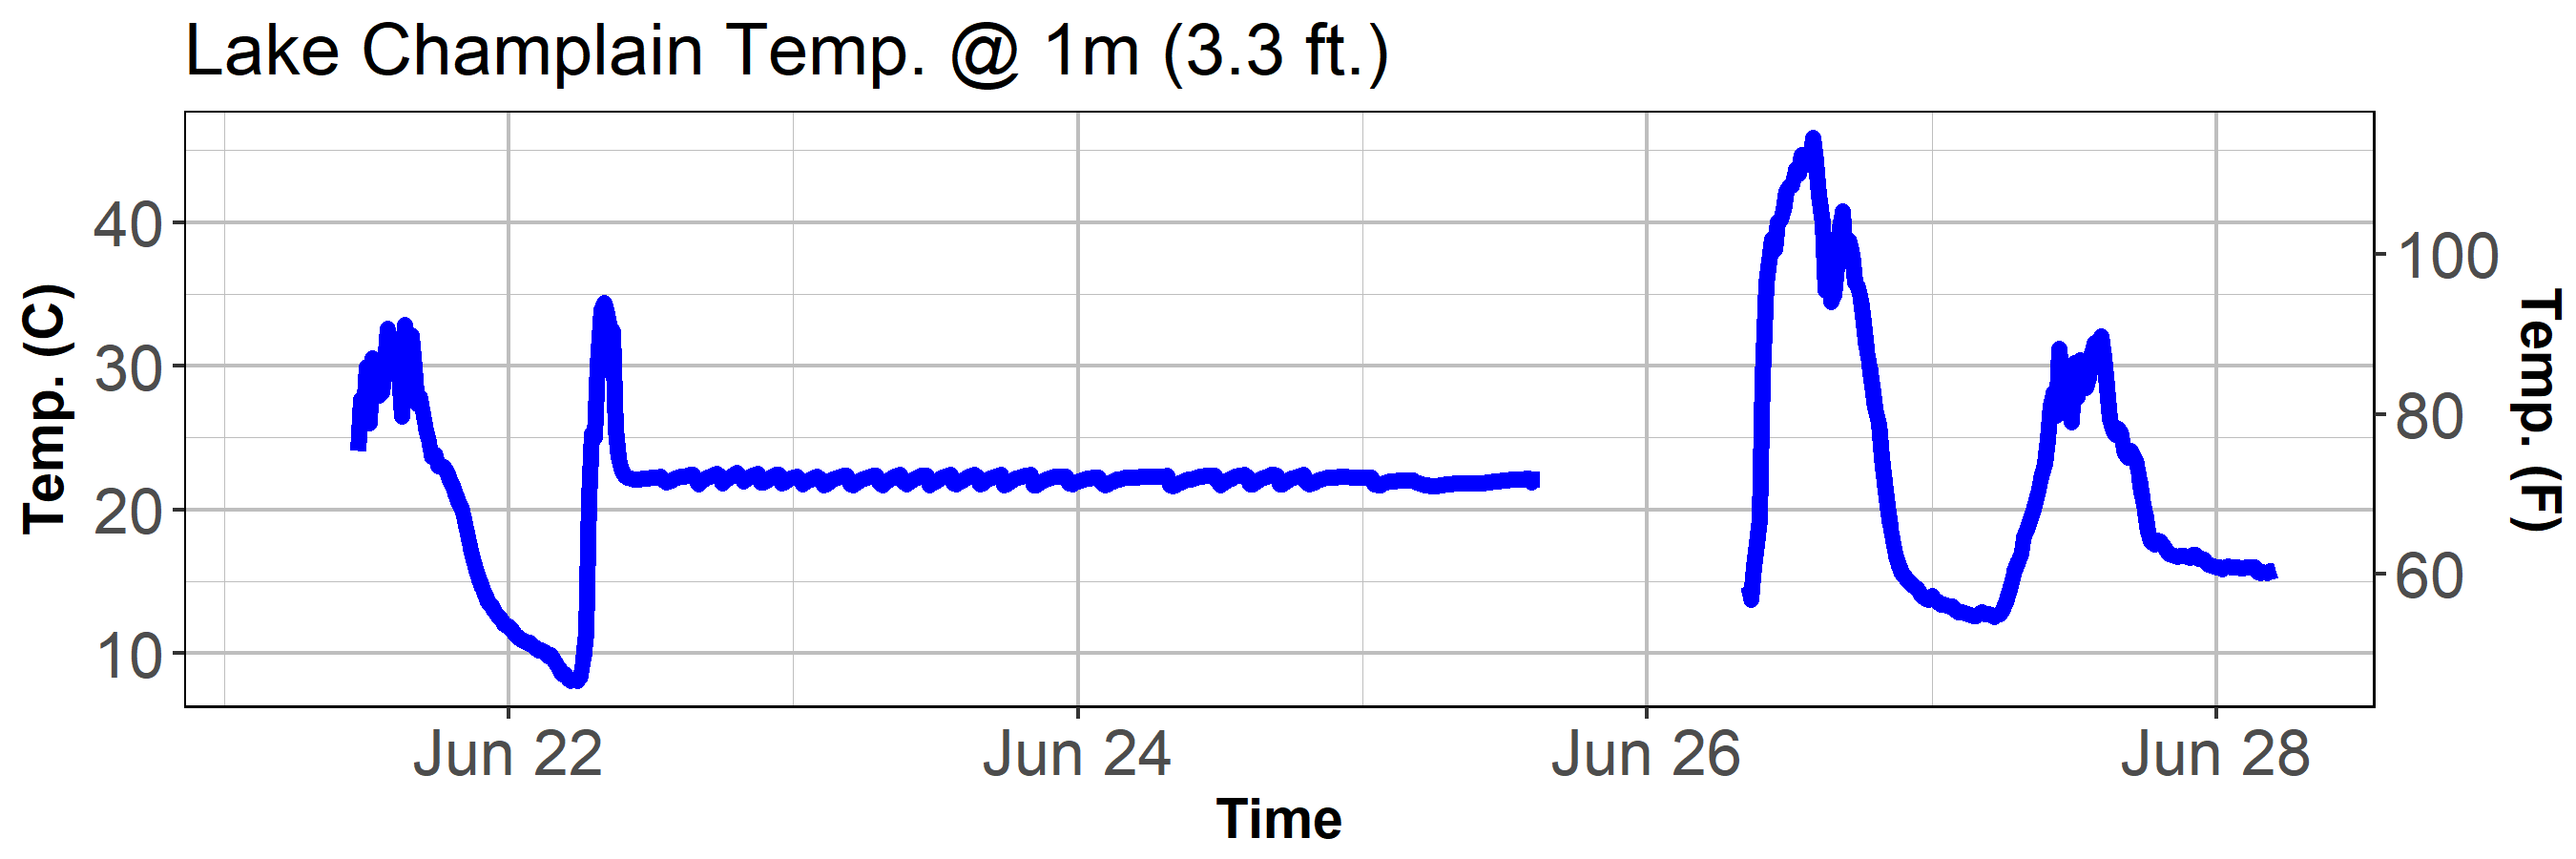 Lake Champlain Temp. @ 1m (3.3 ft.)
Temp. (C)
40
30
20
10
100
80
60
Temp. (F)
Jun 22
Jun 24
Jun 26
Jun 28
Time